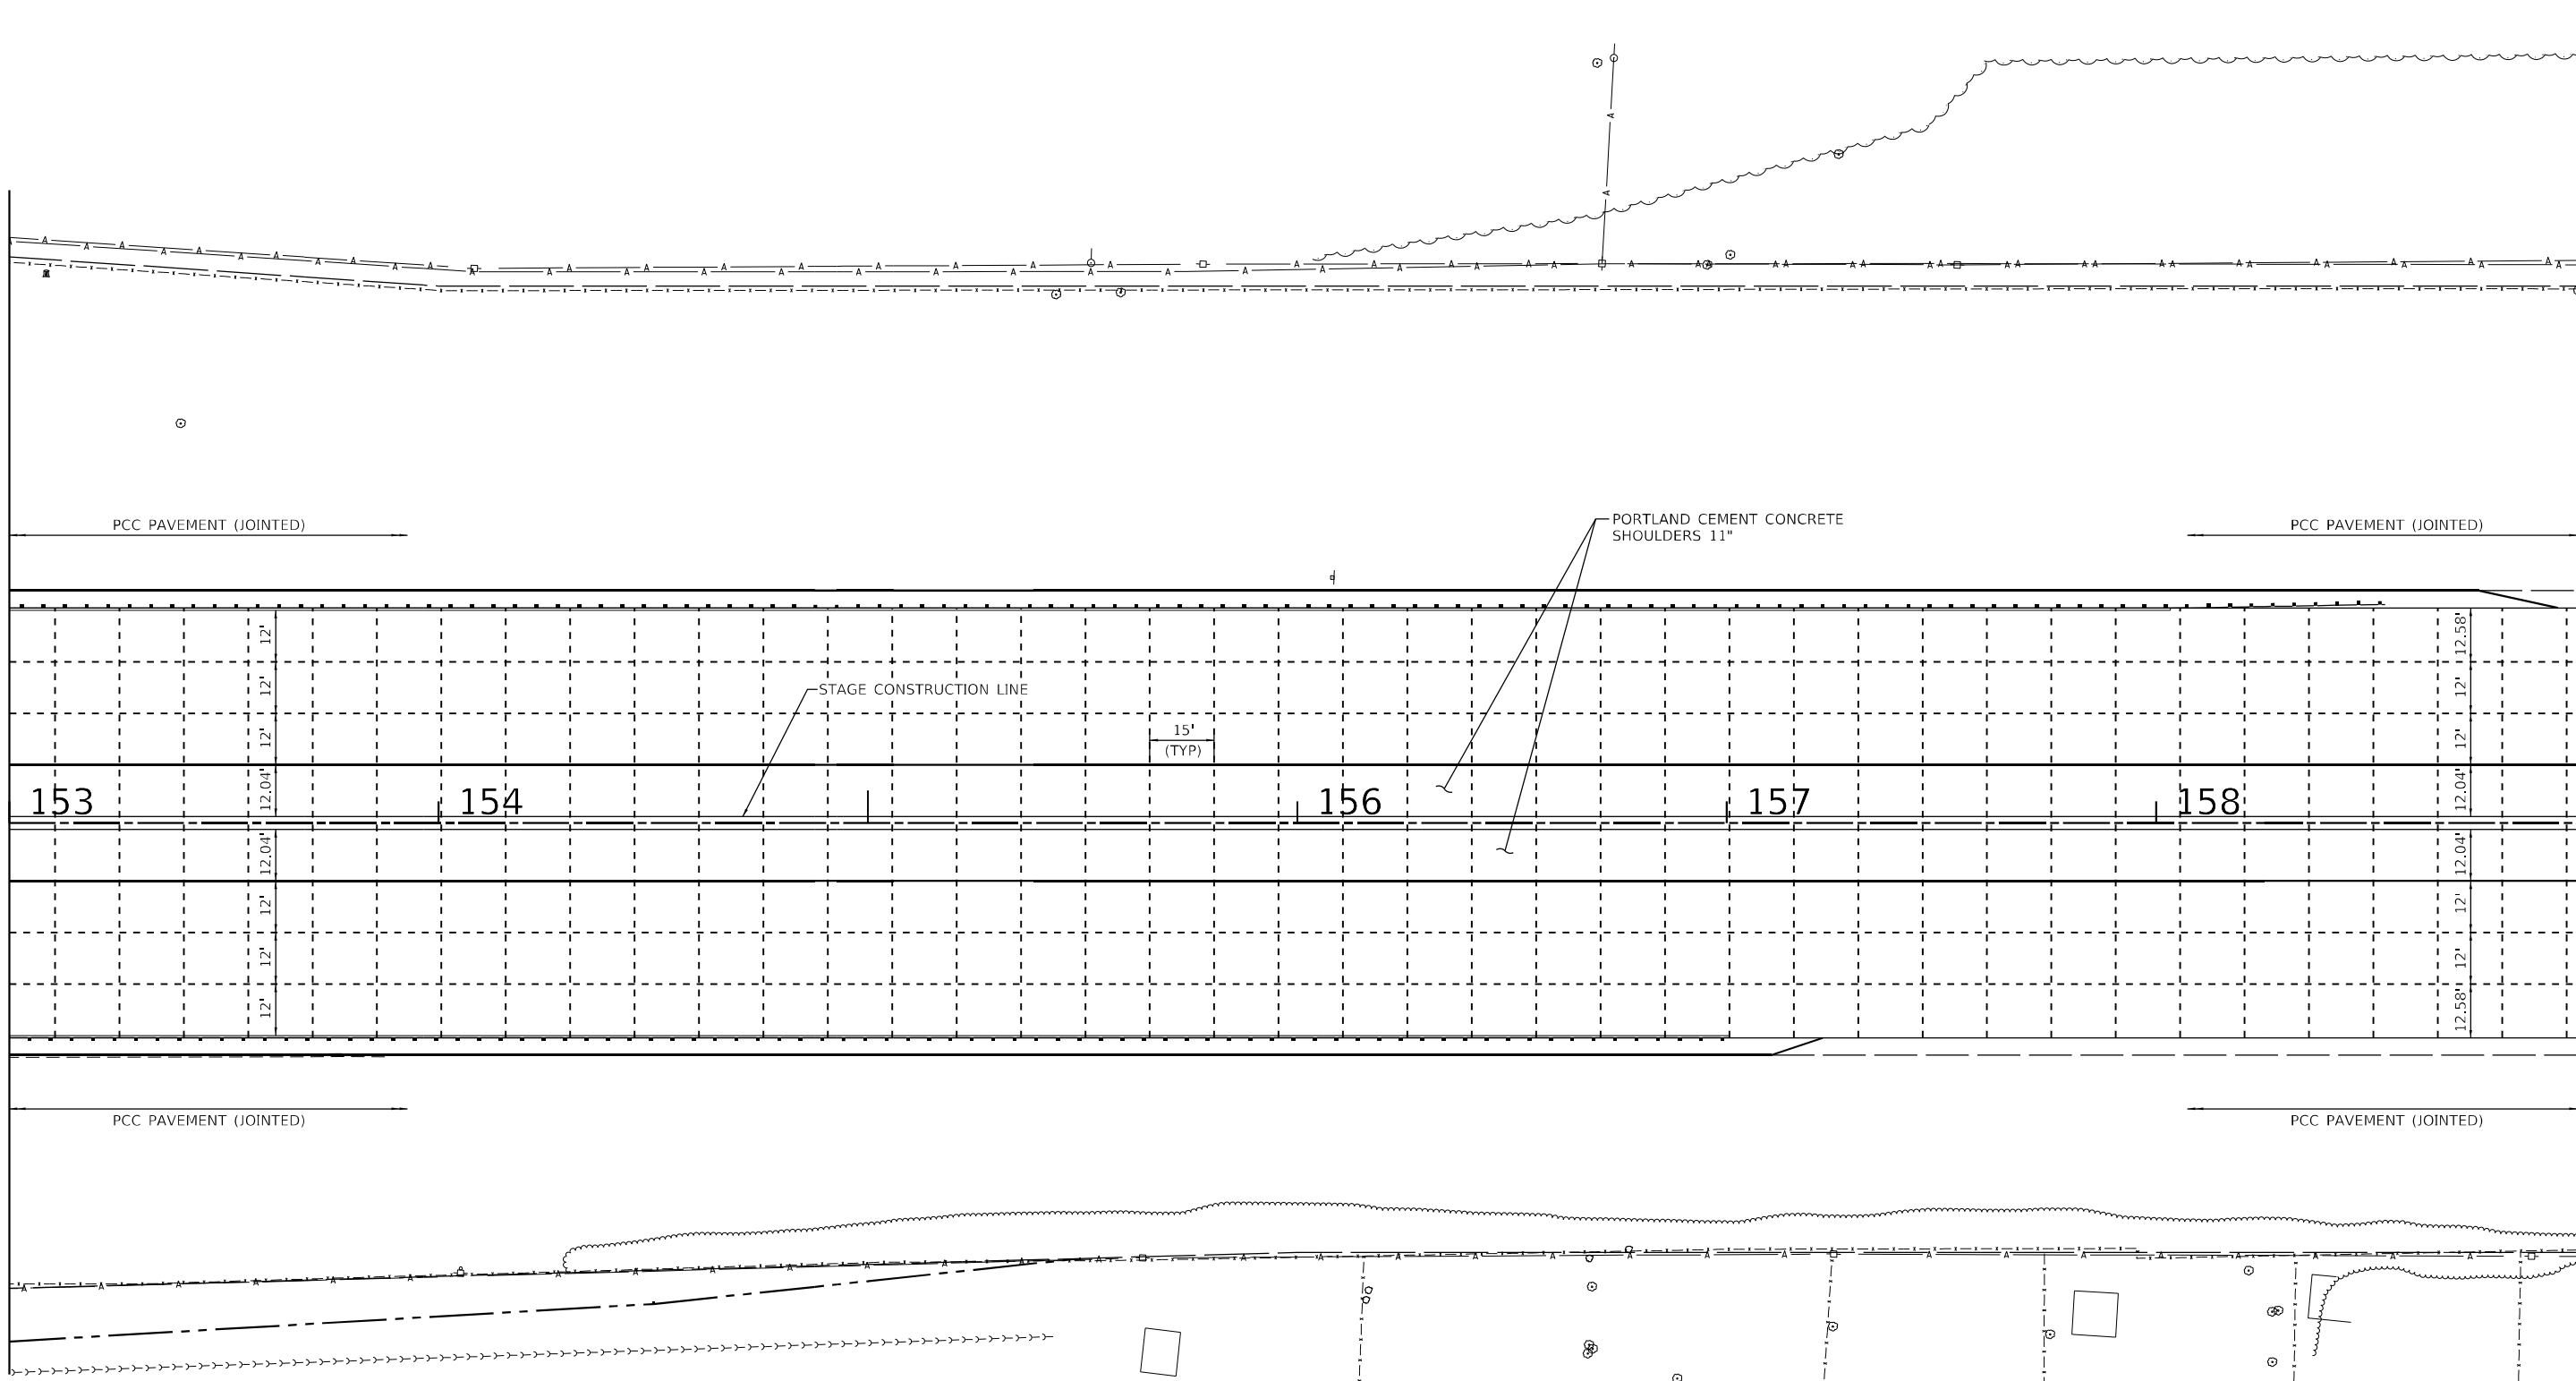 PCC PAVEMENT (JOINTED)
PORTLAND CEMENT CONCRETE
SHOULDERS 11"
PCC PAVEMENT (JOINTED)
12'
12.58'
12'
STAGE CONSTRUCTION LINE
12'
12'
15'
(TYP)
12'
12.04'
153
154
156
157
158
12.04'
12.04'
12.04'
12'
12'
12'
12'
12'
12.58'
PCC PAVEMENT (JOINTED)
PCC PAVEMENT (JOINTED)